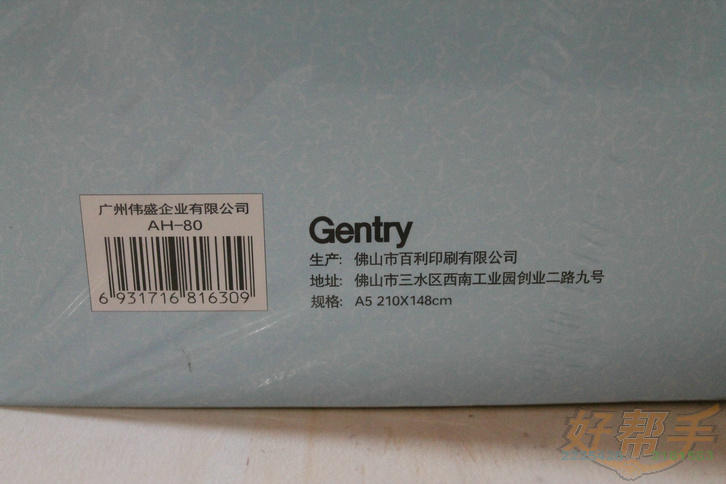 广州伟盛企业有限公司
AH-80
6 931716 816309
Gentry
生产: 佛山市百利印刷有限公司
地址: 佛山市三水区西南工业园创业二路九号
规格: A5 210X148cm
好帮手